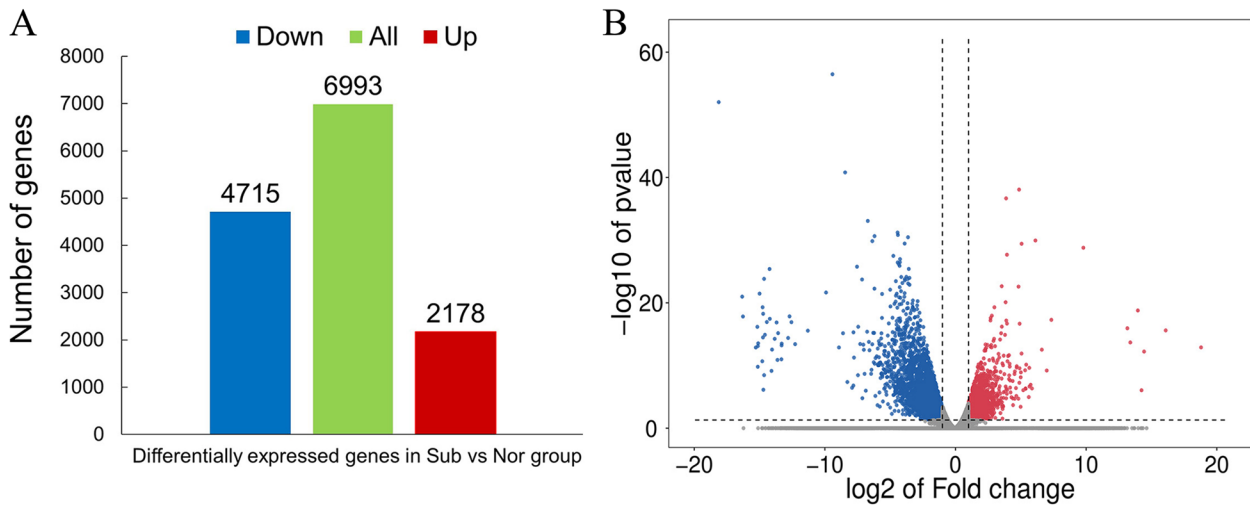 A
Down All Up
8000
7000
6000
5000
4000
3000
2000
1000
0
Number of genes
4715
6993
2178
Differentially expressed genes in Sub vs Nor group
B
60
40
20
0
−log10 of pvalue
−20 −10 0 10 20
log2 of Fold change